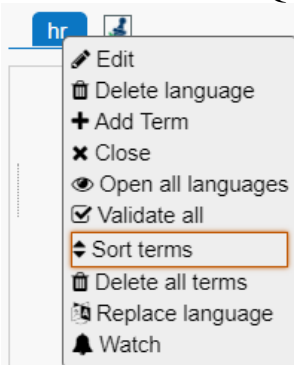 hr
Edit
Delete language
Add Term
Close
Open all languages
Validate all
Sort terms
Delete all terms
Replace language
Watch